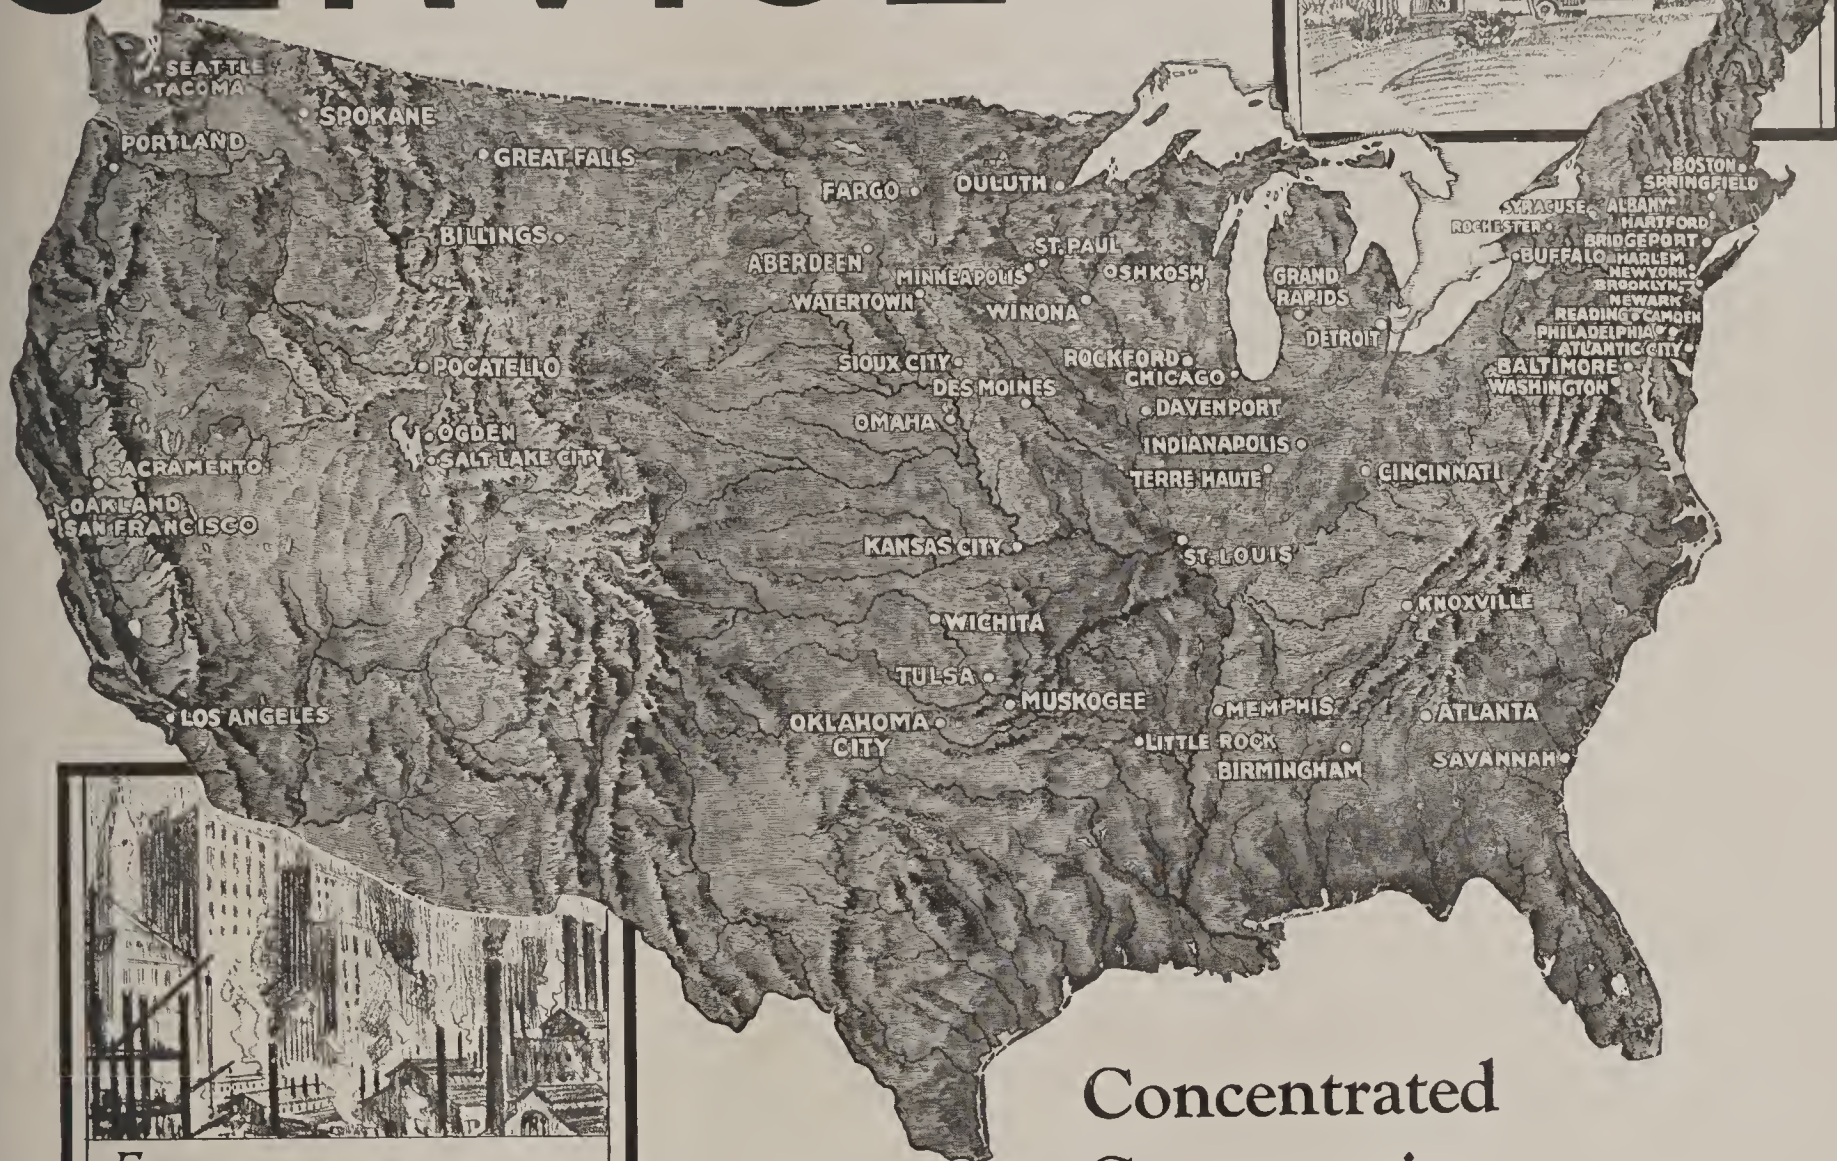 SEATTLE
TACOMA
SPOKANE
PORTLAND
GREAT FALLS
FARGO
DULUTH
BOSTON
SPRINGFIELD
SYRACUSE
ALBANY
ROCHESTER
HARTFORD
BILLINGS
ST. PAUL
BRIDGEPORT
ABERDEEN
MINNEAPOLIS
OSHKOSH
GRAND
RAPIDS
BUFFALO
HARLEM
NEW YORK
BROOKLYN
WATERTOWN
WINONA
NEWARK
READING
CAMDEN
DETROIT
PHILADELPHIA
ATLANTIC CITY
POCATELLO
SIOUX CITY
ROCKFORD
CHICAGO
BALTIMORE
WASHINGTON
DES MOINES
OMAHA
DAVENPORT
OGDEN
SALT LAKE CITY
INDIANAPOLIS
TERRE HAUTE
CINCINNATI
SACRAMENTO
OAKLAND
SAN FRANCISCO
KANSAS CITY
ST. LOUIS
KNOXVILLE
WICHITA
TULSA
MUSKOGEE
LOS ANGELES
OKLAHOMA
CITY
MEMPHIS
ATLANTA
LITTLE ROCK
BIRMINGHAM
SAVANNAH
Concentrated